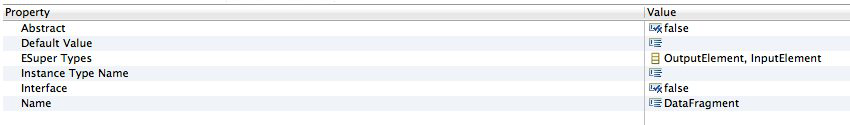 Property Value
Abstract false
Default Value
ESuper Types OutputElement, InputElement
Instance Type Name
Interface false
Name DataFragment